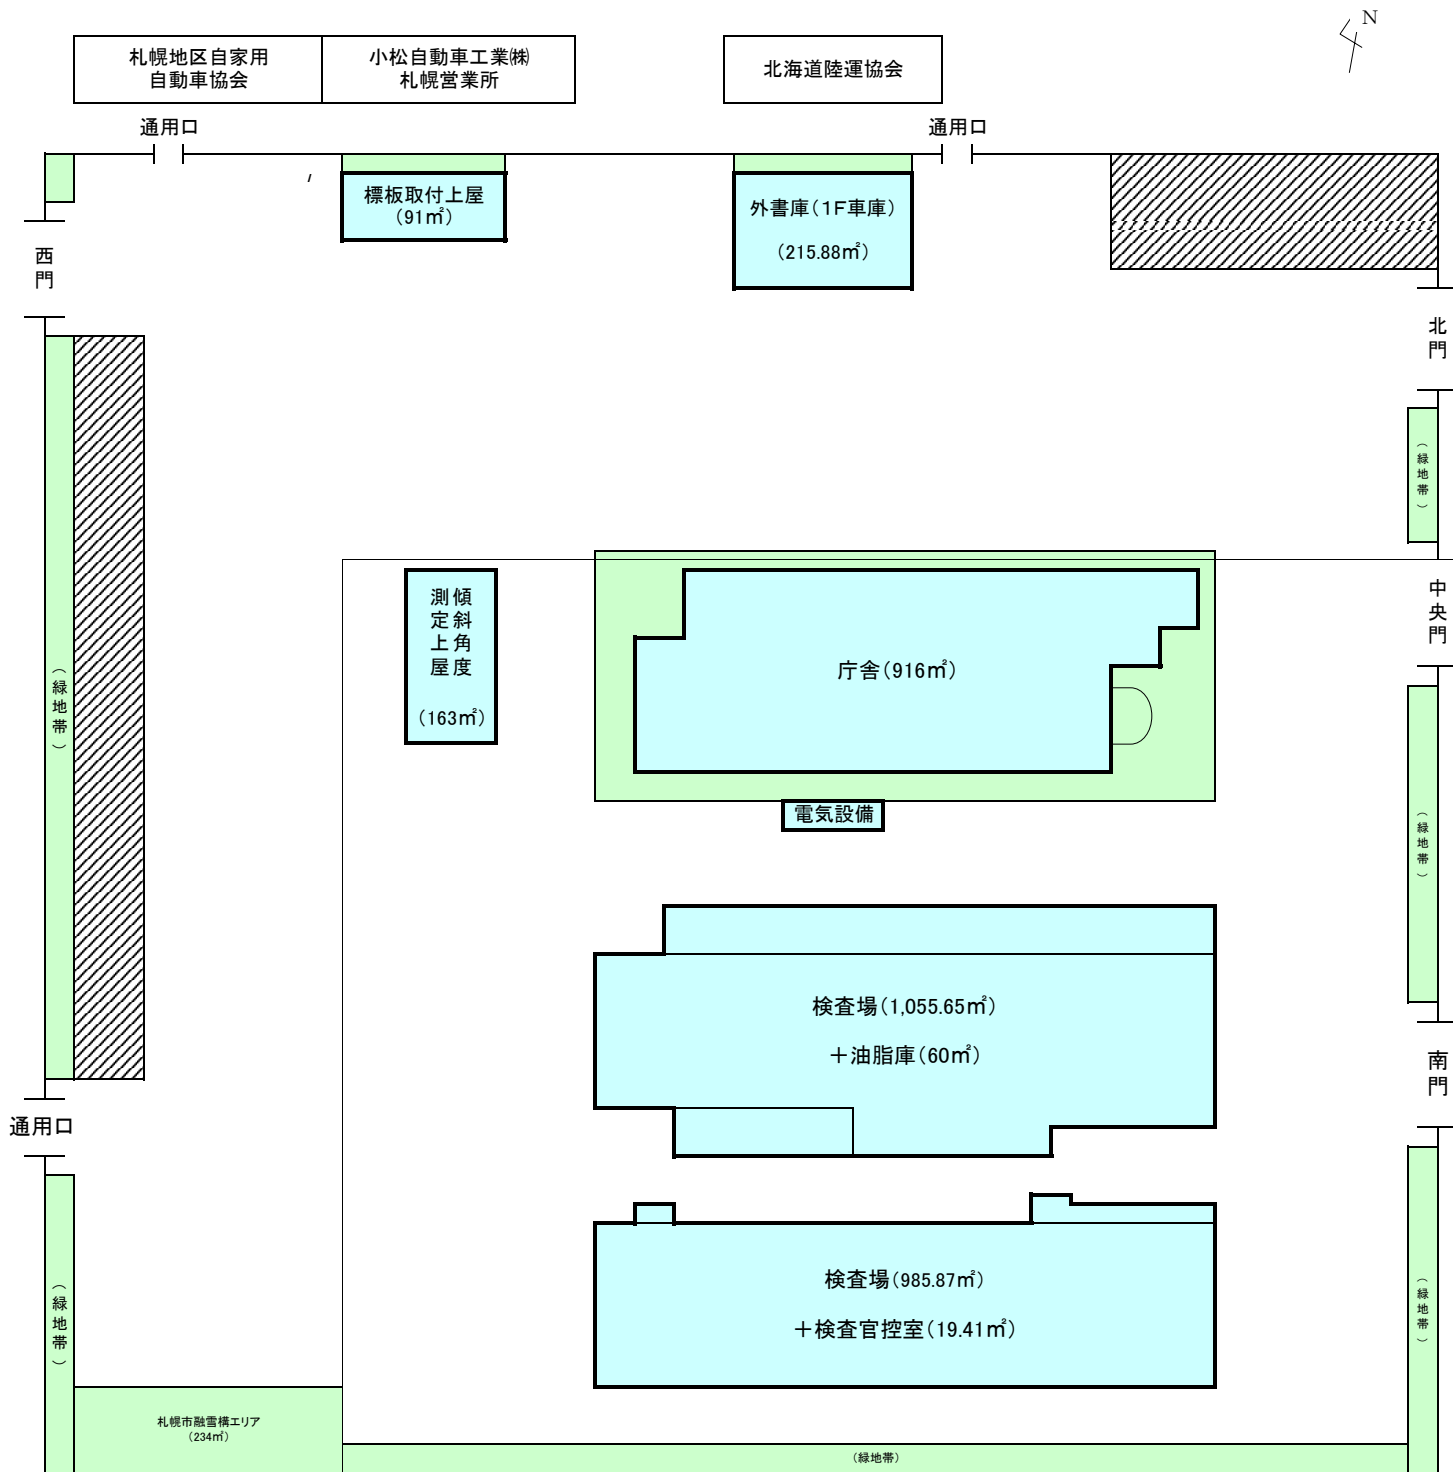 N
札幌地区自家用
自動車協会
小松自動車工業㈱
札幌営業所
北海道陸運協会
通用口
通用口
標板取付上屋
(91㎡)
外書庫(1F車庫)
(215.88㎡)
西門
北門
(緑地帯)
傾斜角度
測定上屋
(163㎡)
庁舎(916㎡)
中央門
(緑地帯)
電気設備
(緑地帯)
検査場(1,055.65㎡)
＋油脂庫(60㎡)
南門
通用口
検査場(985.87㎡)
＋検査官控室(19.41㎡)
(緑地帯)
(緑地帯)
札幌市融雪構エリア
(234㎡)
(緑地帯)